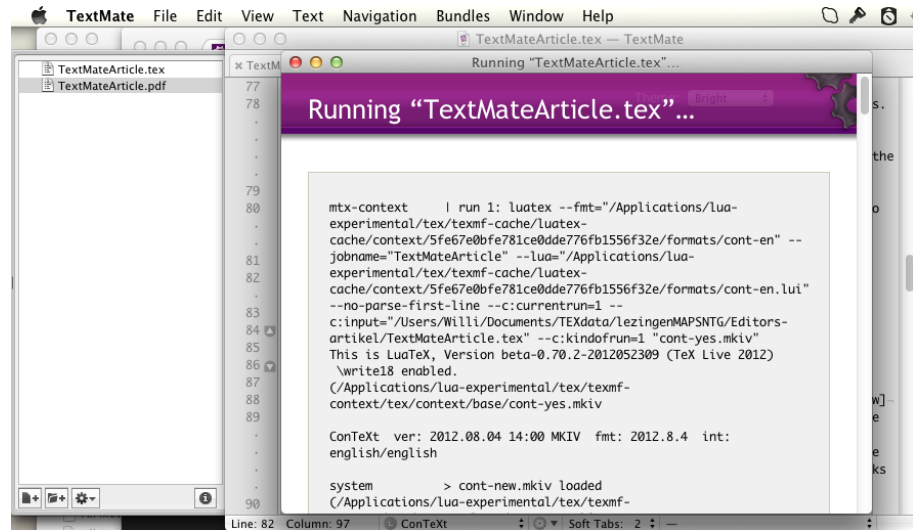 TextMate File Edit View Text Navigation Bundles Window Help
TextMateArticle.tex — TextMate
TextMateArticle.tex
TextMateArticle.pdf
TextM
Running “TextMateArticle.tex”…
Theme: Bright
Running “TextMateArticle.tex”…
77
78
s.
the
79
80
o
81
82
83
84
85
86
87
88
w]
89
e
e
ks
90
mtx-context | run 1: luatex --fmt="/Applications/lua-
experimental/tex/texmf-cache/luatex-
cache/context/5fe67e0bfe781ce0dde776fb1556f32e/formats/cont-en" --
jobname="TextMateArticle" --lua="/Applications/lua-
experimental/tex/texmf-cache/luatex-
cache/context/5fe67e0bfe781ce0dde776fb1556f32e/formats/cont-en.lui"
--no-parse-first-line --c:currentrun=1 --
c:input="/Users/Willi/Documents/TEXdata/lezingenMAPSNTG/Editors-
artikel/TextMateArticle.tex" --c:kindofrun=1 "cont-yes.mkiv"
This is LuaTeX, Version beta-0.70.2-2012052309 (TeX Live 2012)
\write18 enabled.
(/Applications/lua-experimental/tex/texmf-
context/tex/context/base/cont-yes.mkiv
ConTeXt ver: 2012.08.04 14:00 MKIV fmt: 2012.8.4 int:
english/english
system > cont-new.mkiv loaded
(/Applications/lua-experimental/tex/texmf-
Line: 82 Column: 97 ConTeXt Soft Tabs: 2 —